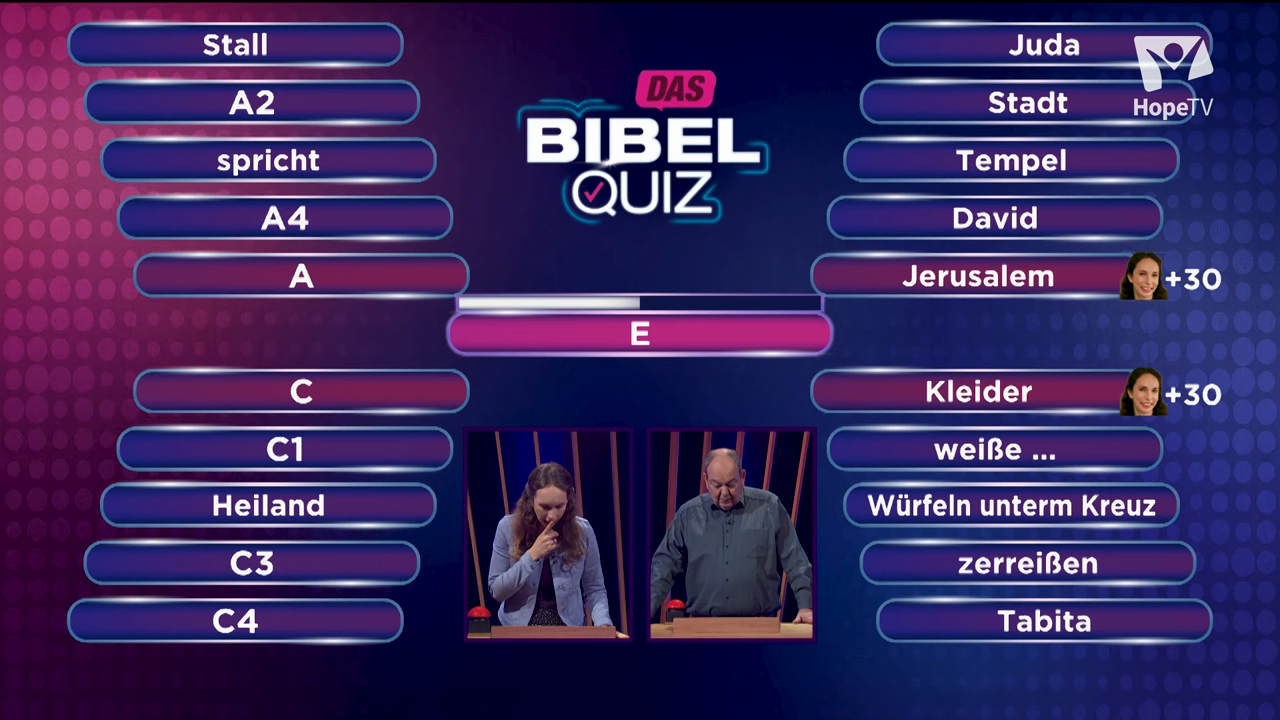 Stall
A2
spricht
A4
A
DAS
BIBEL
QUIZ
Juda
Stadt
Tempel
David
Jerusalem
+30
HopeTV
E
C
C1
Heiland
C3
C4
Kleider
+30
weiße ...
Würfeln unterm Kreuz
zerreißen
Tabita